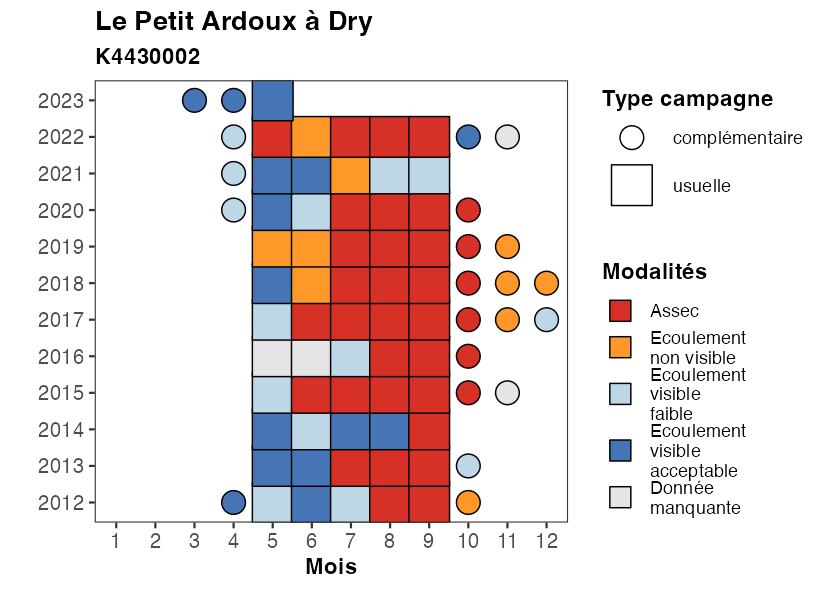 Le Petit Ardoux à Dry
K4430002
2023
2022
2021
2020
2019
2018
2017
2016
2015
2014
2013
2012
1 2 3 4 5 6 7 8 9 10 11 12
Mois
Type campagne
complémentaire
usuelle
Modalités
Assec
Ecoulement
non visible
Ecoulement
visible
faible
Ecoulement
visible
acceptable
Donnée
manquante